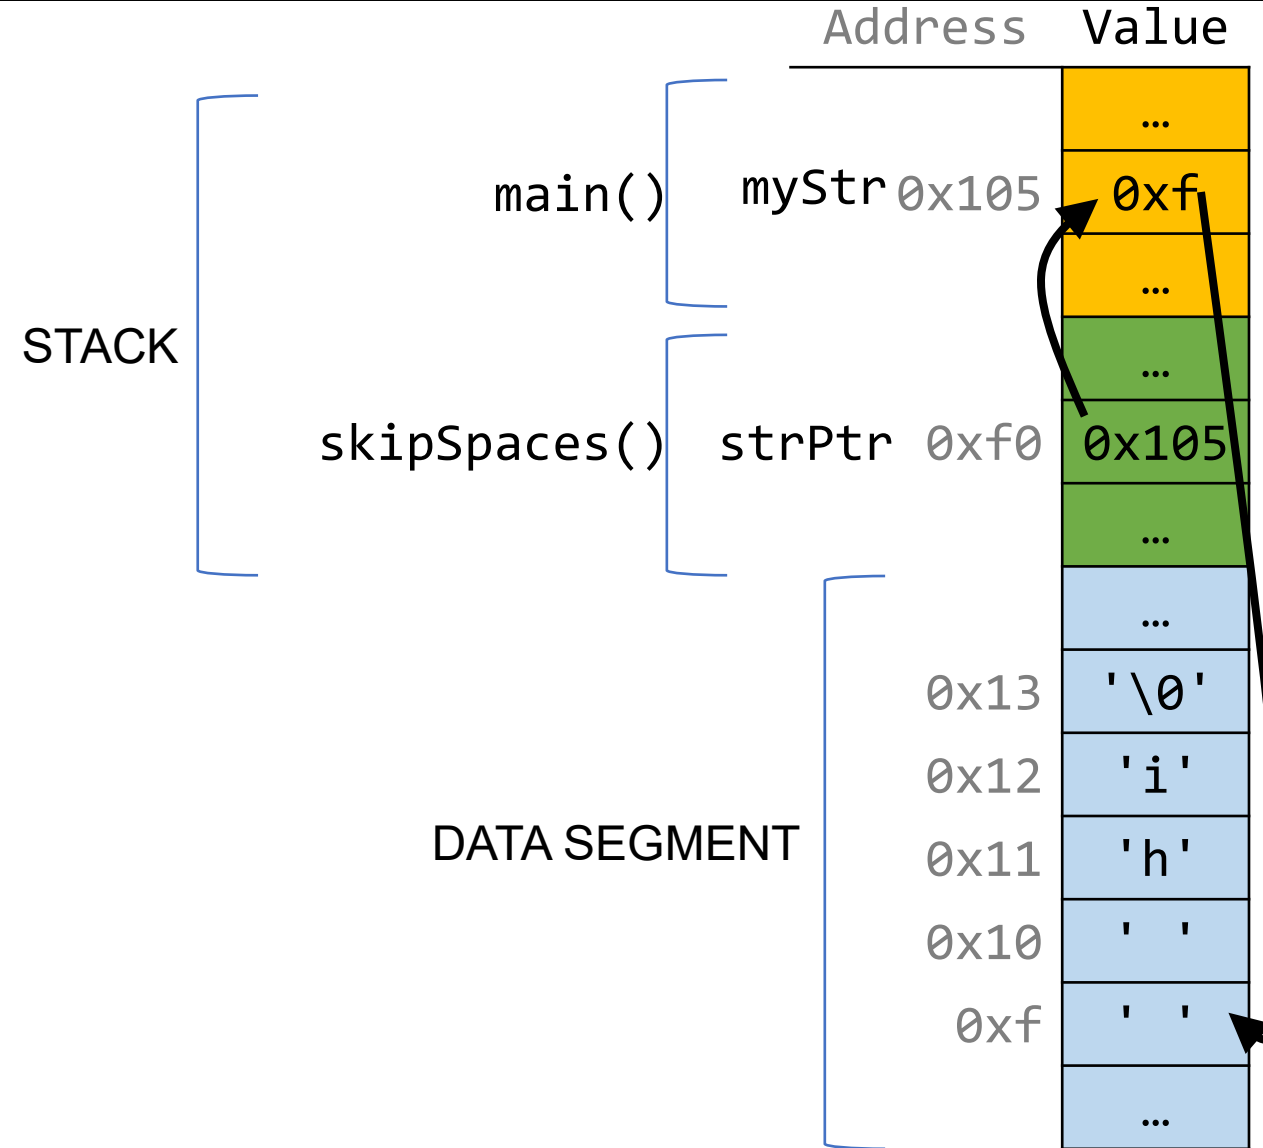 Address Value
…
main() myStr 0x105 0xf
…
STACK
…
skipSpaces() strPtr 0xf0 0x105
…
…
0x13 '\0'
0x12 'i'
DATA SEGMENT
0x11 'h'
0x10 ' '
0xf ' '
…